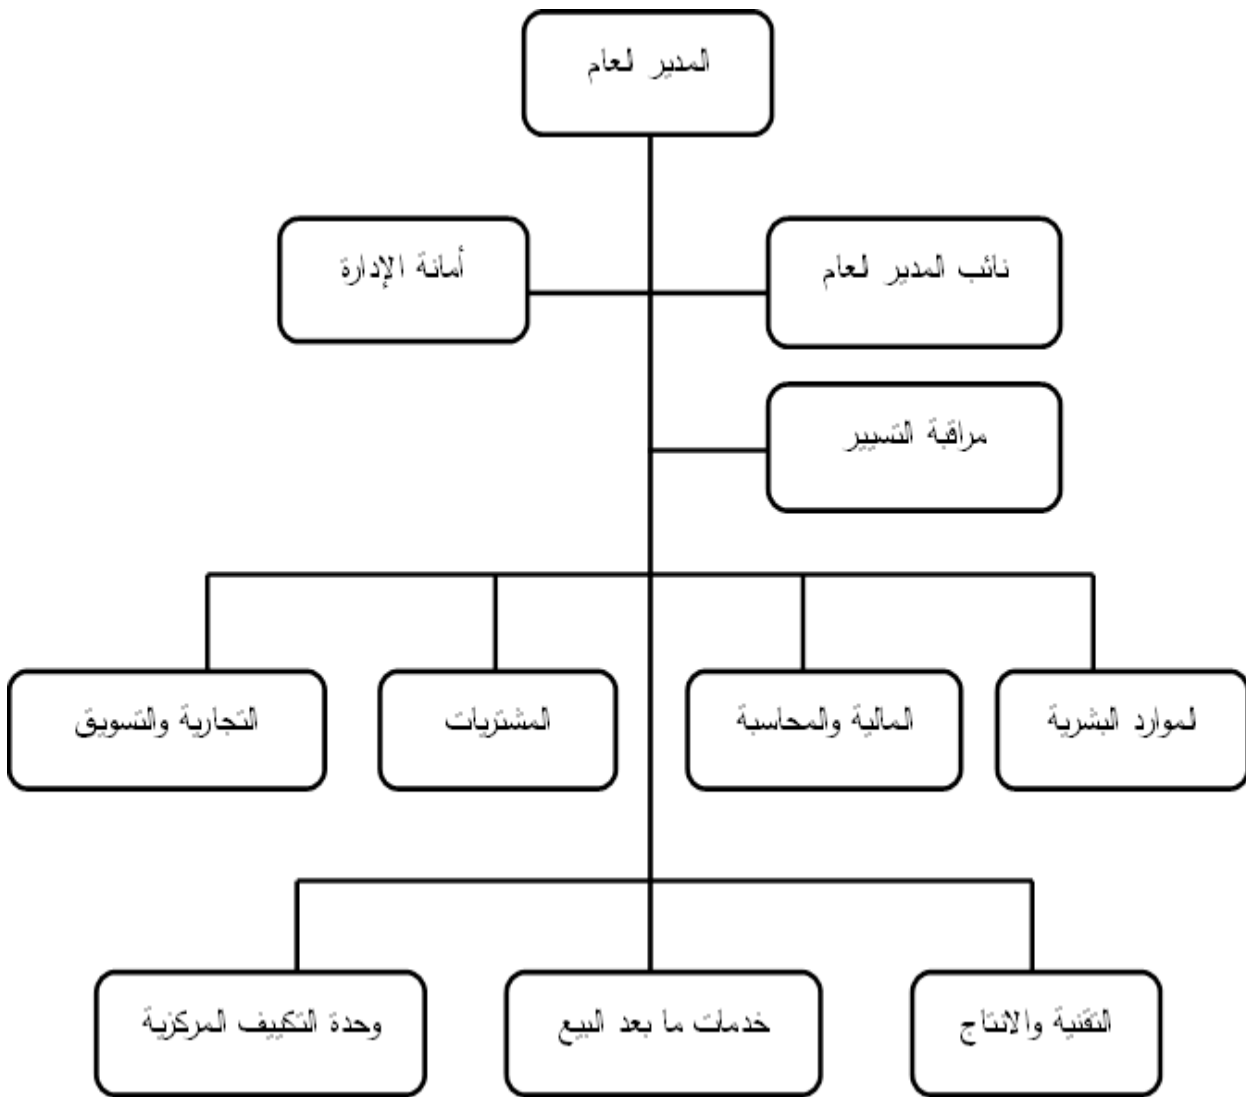 المدير لعام
نائب المدير لعام
أمانة الإدارة
مراقبة التسيير
لموارد البشرية
المالية والمحاسبة
المشتريات
التجارية والتسويق
التقنية والانتاج
خدمات ما بعد البيع
وحدة التكييف المركزية